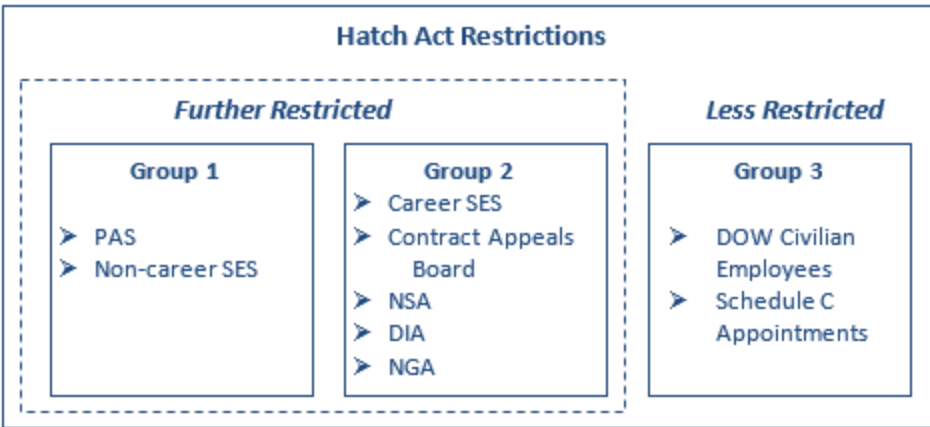 Hatch Act Restrictions
Further Restricted
Less Restricted
Group 1
➢ PAS
➢ Non-career SES
Group 2
➢ Career SES
➢ Contract Appeals
Board
➢ NSA
➢ DIA
➢ NGA
Group 3
➢ DOW Civilian
Employees
➢ Schedule C
Appointments